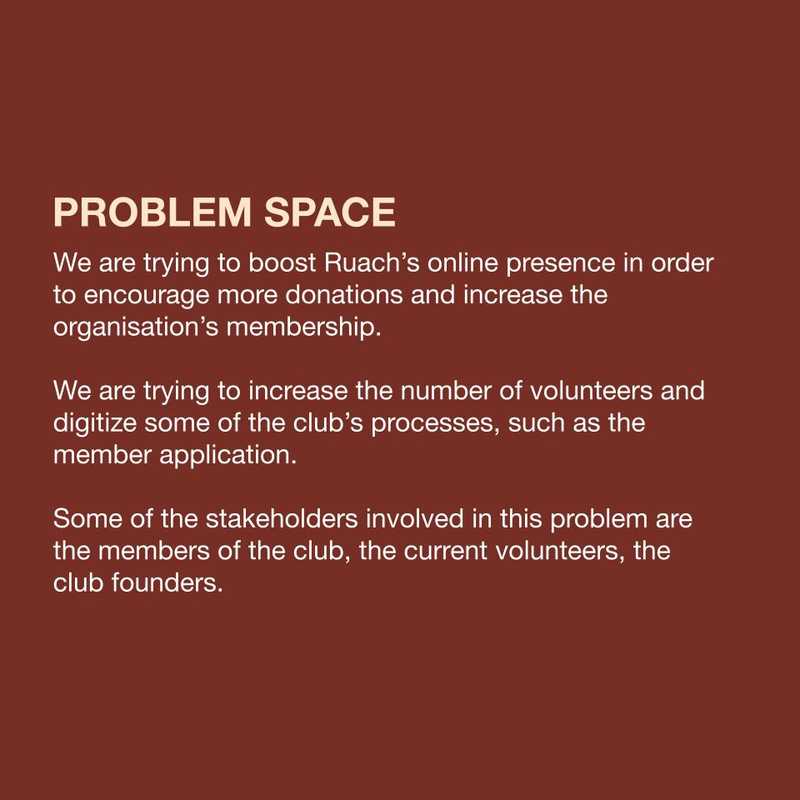 PROBLEM SPACE
We are trying to boost Ruach’s online presence in order
to encourage more donations and increase the
organisation’s membership.
We are trying to increase the number of volunteers and
digitize some of the club’s processes, such as the
member application.
Some of the stakeholders involved in this problem are
the members of the club, the current volunteers, the
club founders.